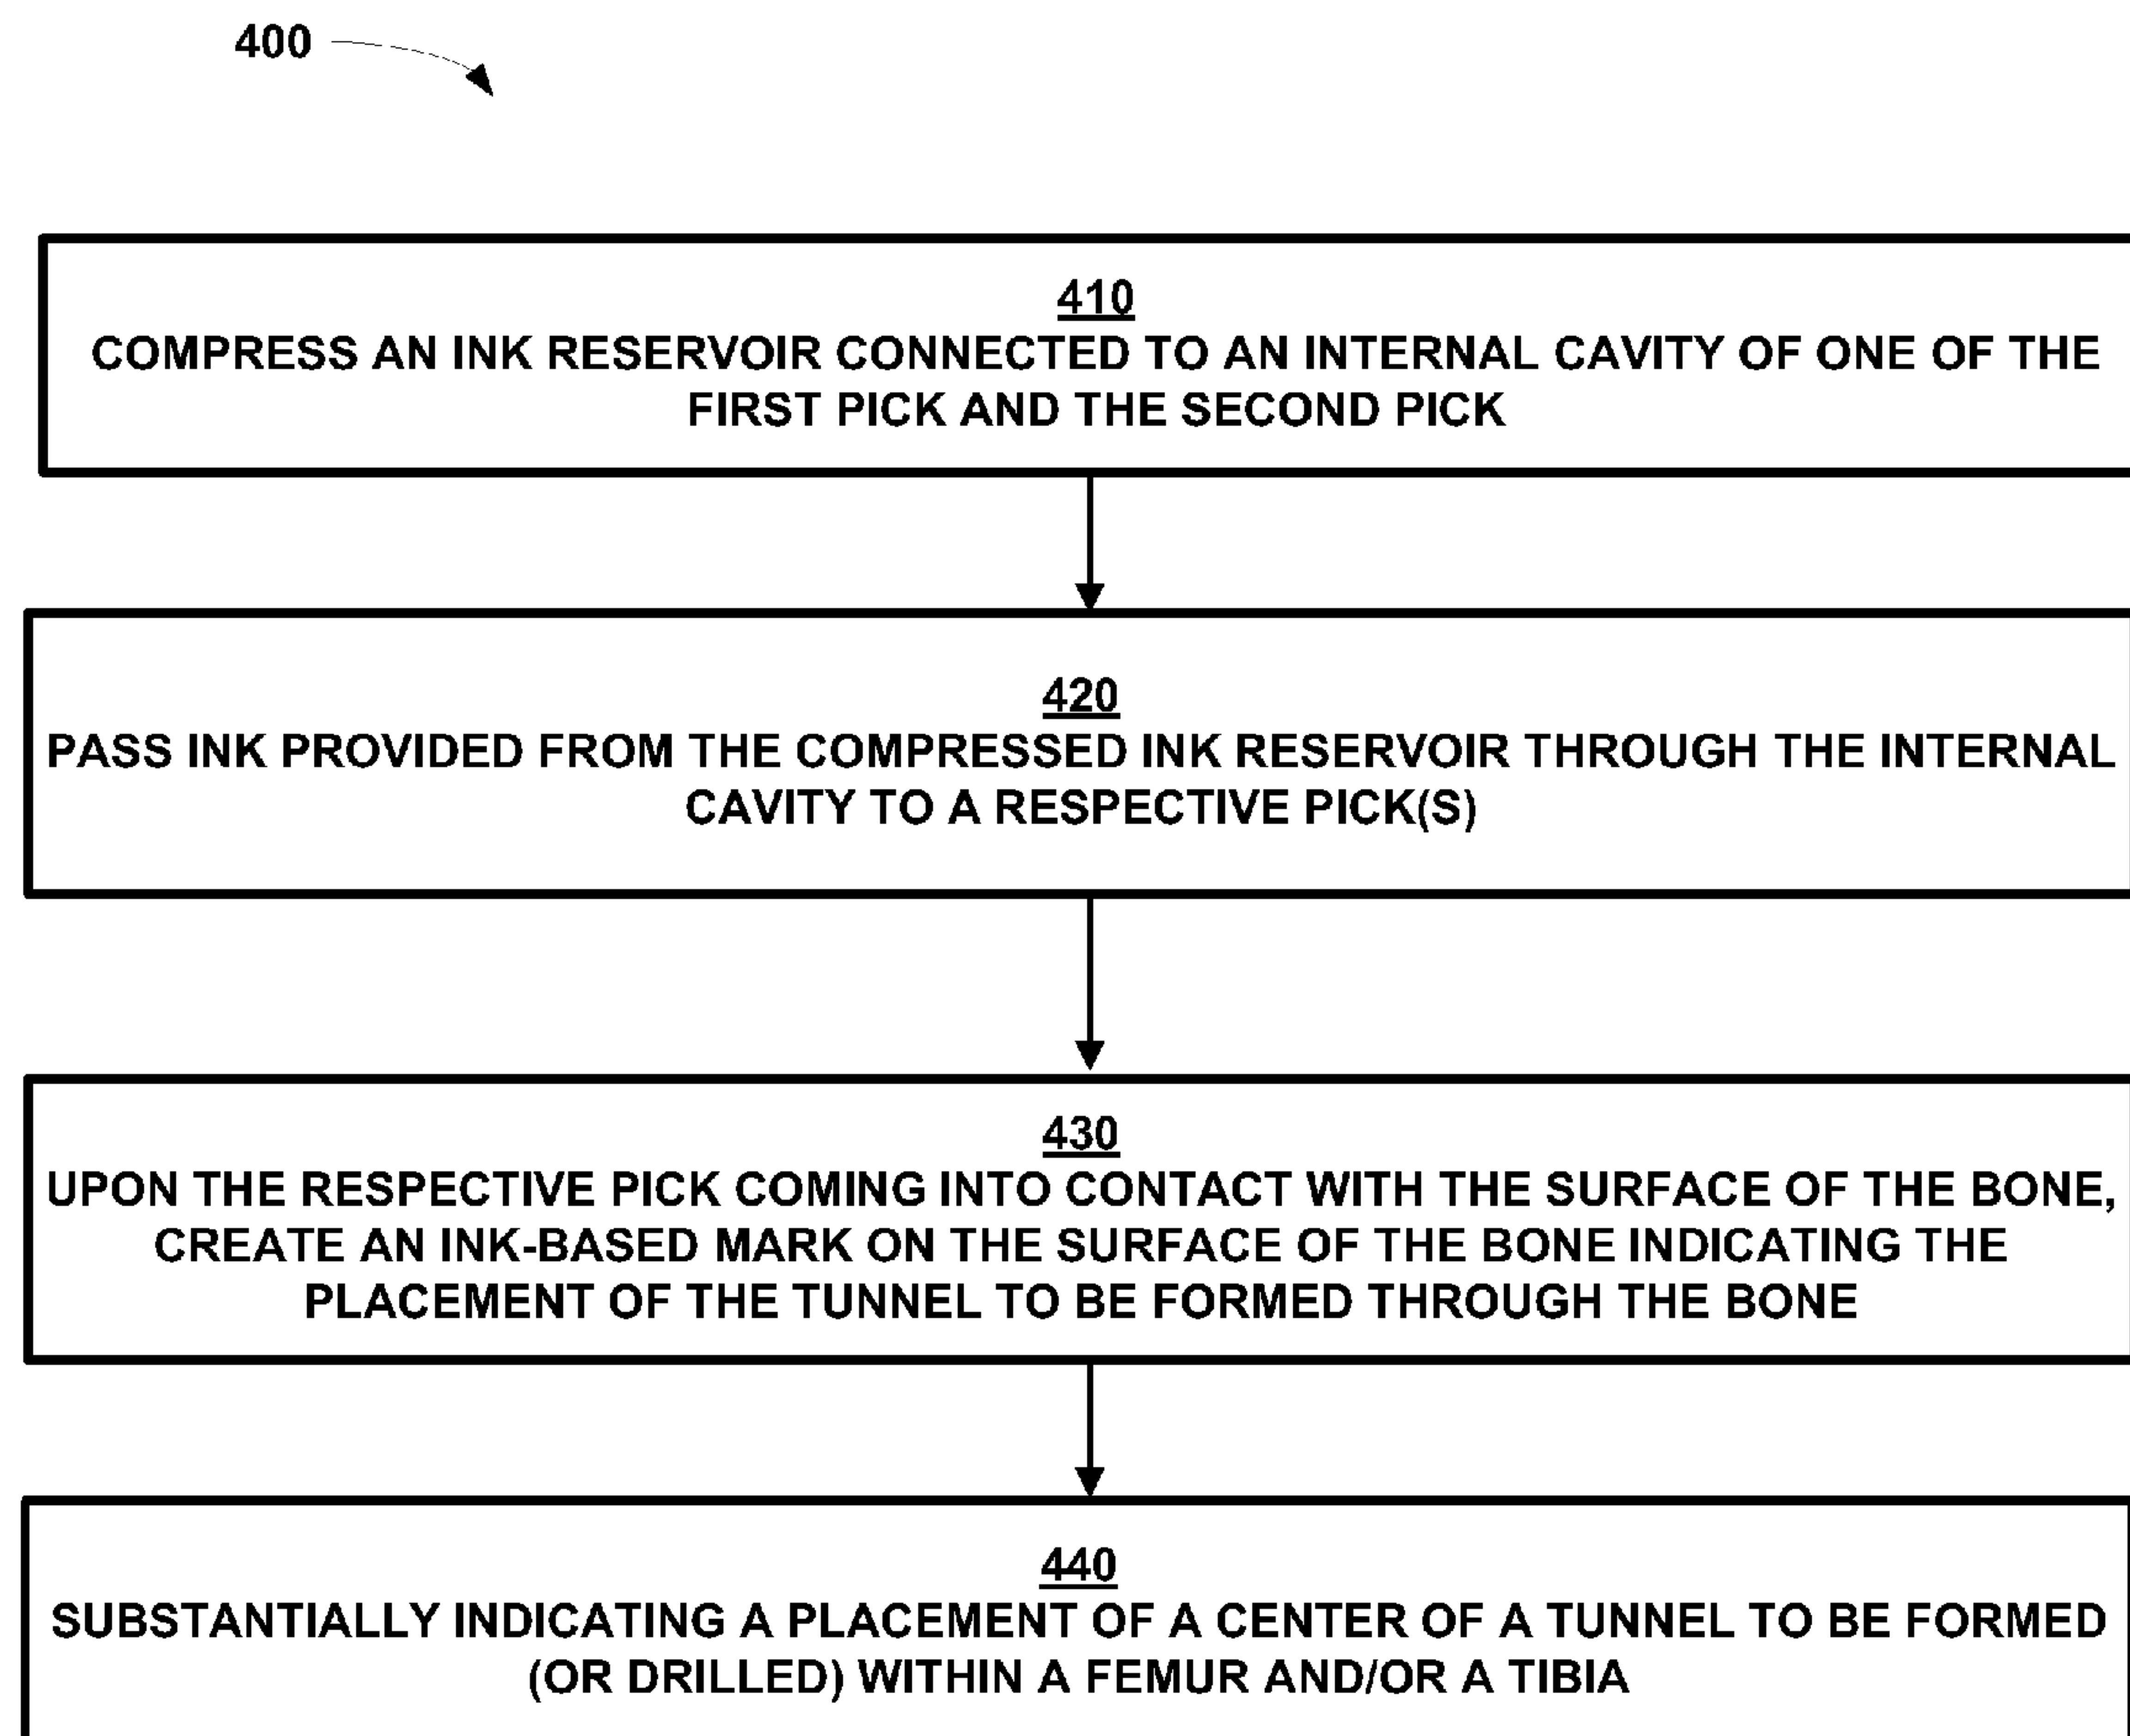 400
410
COMPRESS AN INK RESERVOIR CONNECTED TO AN INTERNAL CAVITY OF ONE OF THE
FIRST PICK AND THE SECOND PICK
420
PASS INK PROVIDED FROM THE COMPRESSED INK RESERVOIR THROUGH THE INTERNAL
CAVITY TO A RESPECTIVE PICK(S)
430
UPON THE RESPECTIVE PICK COMING INTO CONTACT WITH THE SURFACE OF THE BONE,
CREATE AN INK-BASED MARK ON THE SURFACE OF THE BONE INDICATING THE
PLACEMENT OF THE TUNNEL TO BE FORMED THROUGH THE BONE
440
SUBSTANTIALLY INDICATING A PLACEMENT OF A CENTER OF A TUNNEL TO BE FORMED
(OR DRILLED) WITHIN A FEMUR AND/OR A TIBIA